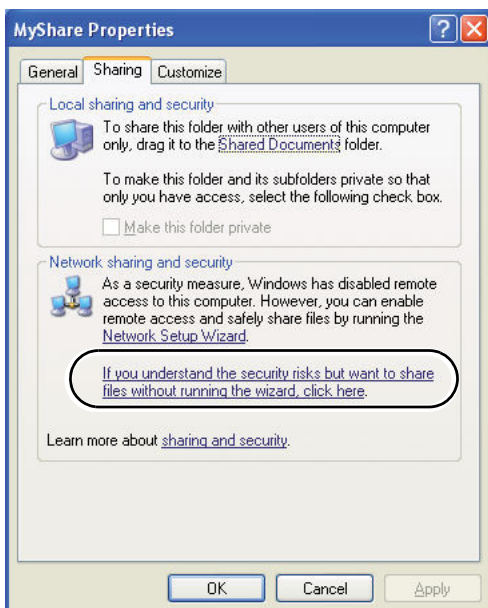 MyShare Properties
General Sharing Customize
Local sharing and security
To share this folder with other users of this computer
only, drag it to the Shared Documents folder.
To make this folder and its subfolders private so that
only you have access, select the following check box.
Make this folder private
Network sharing and security
As a security measure, Windows has disabled remote
access to this computer. However, you can enable
remote access and safely share files by running the
Network Setup Wizard.
If you understand the security risks but want to share
files without running the wizard, click here.
Learn more about sharing and security.
OK Cancel Apply